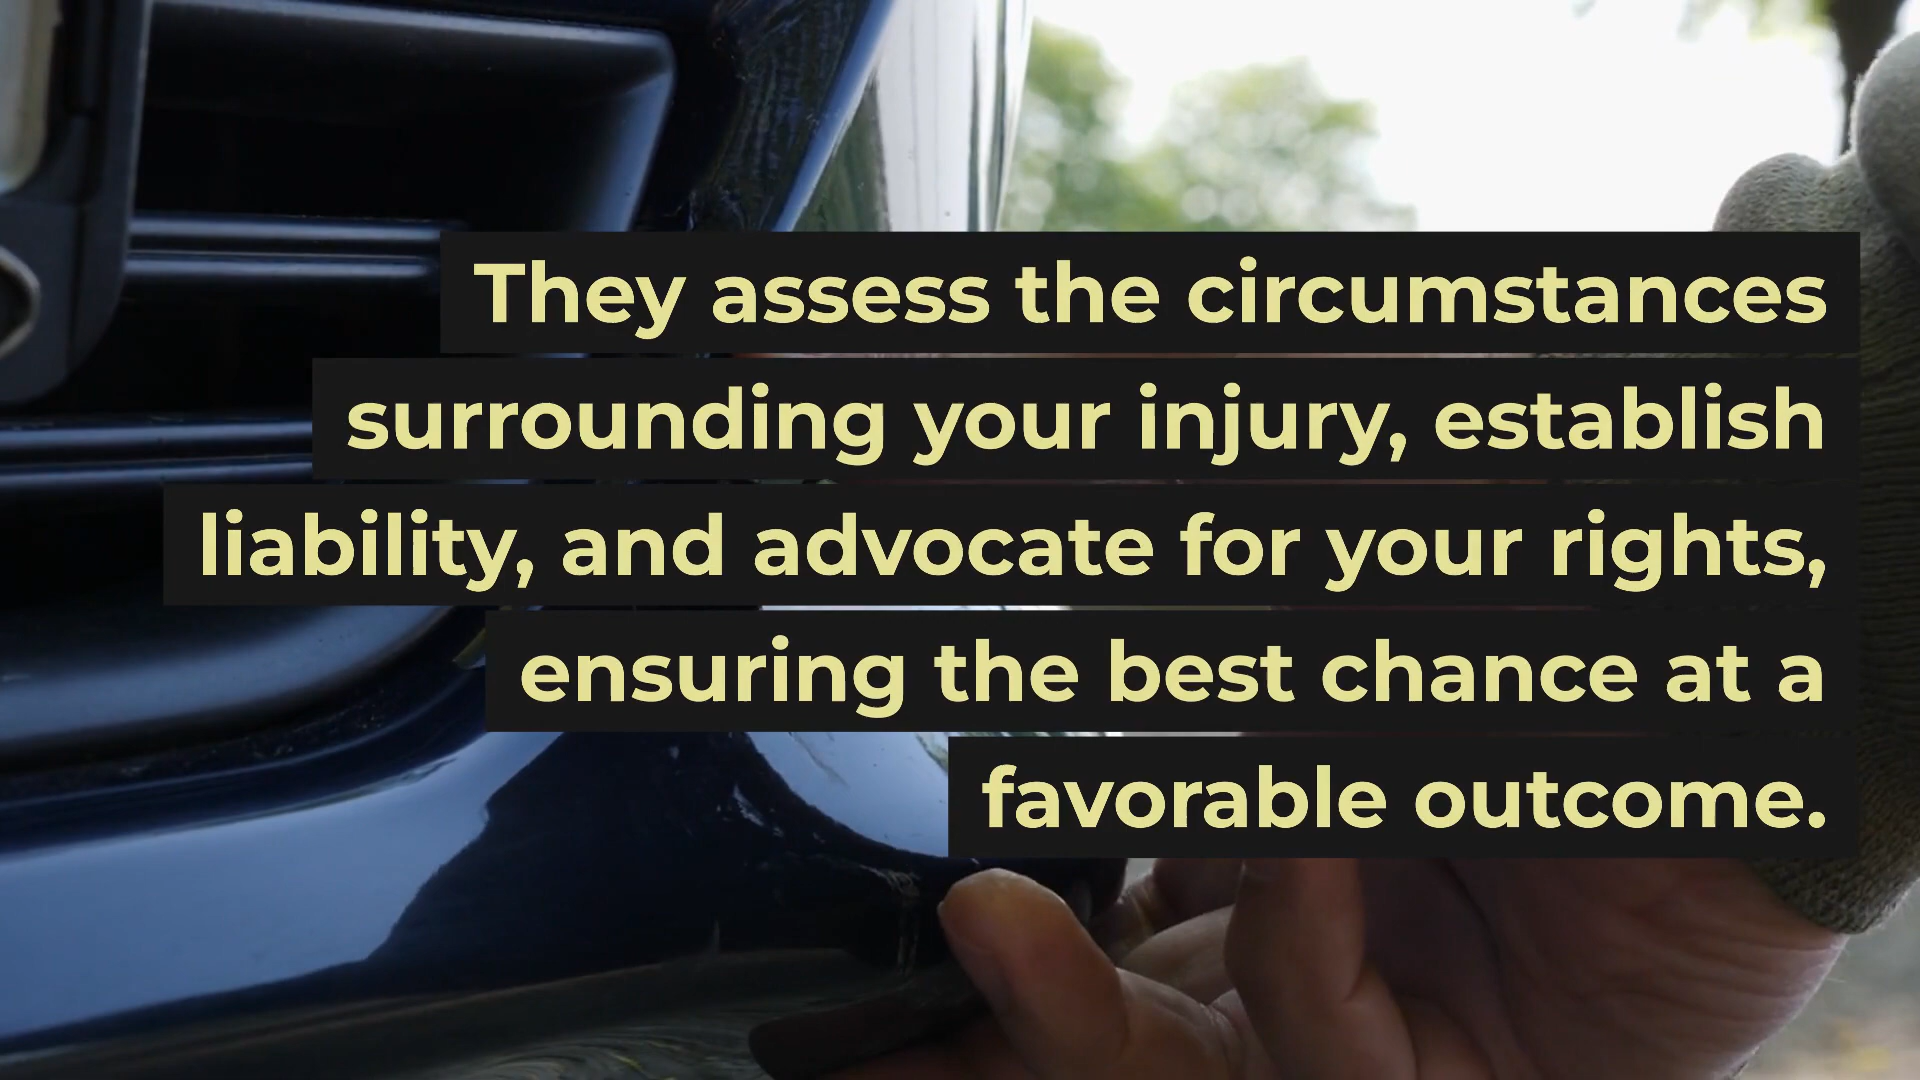 They assess the circumstances
surrounding your injury, establish
liability, and advocate for your rights,
ensuring the best chance at a
favorable outcome.